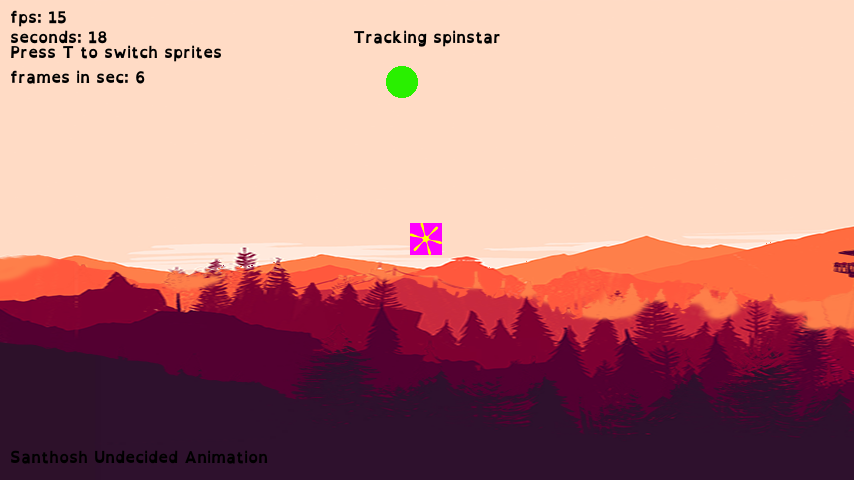 fps: 15
seconds: 18
Press T to switch sprites
frames in sec: 6
Tracking spinstar
Santhosh Undecided Animation